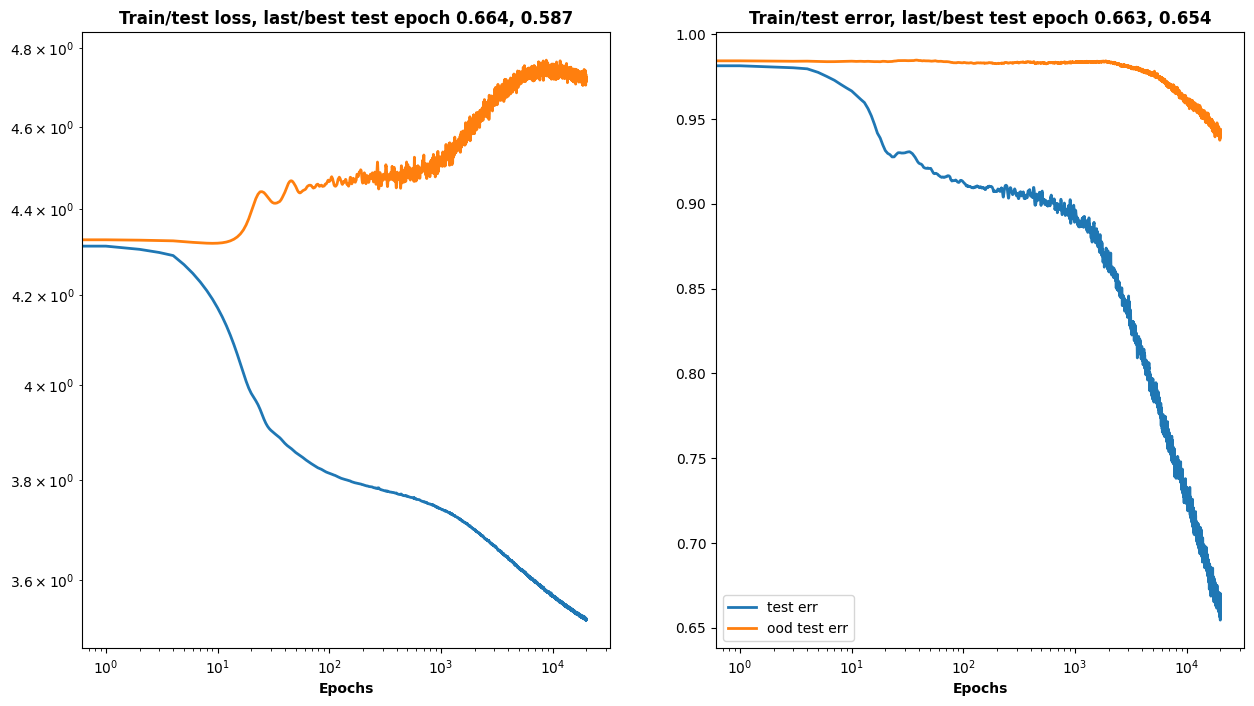 Train/test loss, last/best test epoch 0.664, 0.587
4.8 × 10⁰
4.6 × 10⁰
4.4 × 10⁰
4.2 × 10⁰
4 × 10⁰
3.8 × 10⁰
3.6 × 10⁰
10⁰ 10¹ 10² 10³ 10⁴
Epochs
Train/test error, last/best test epoch 0.663, 0.654
1.00
0.95
0.90
0.85
0.80
0.75
0.70
0.65
test err
ood test err
10⁰ 10¹ 10² 10³ 10⁴
Epochs